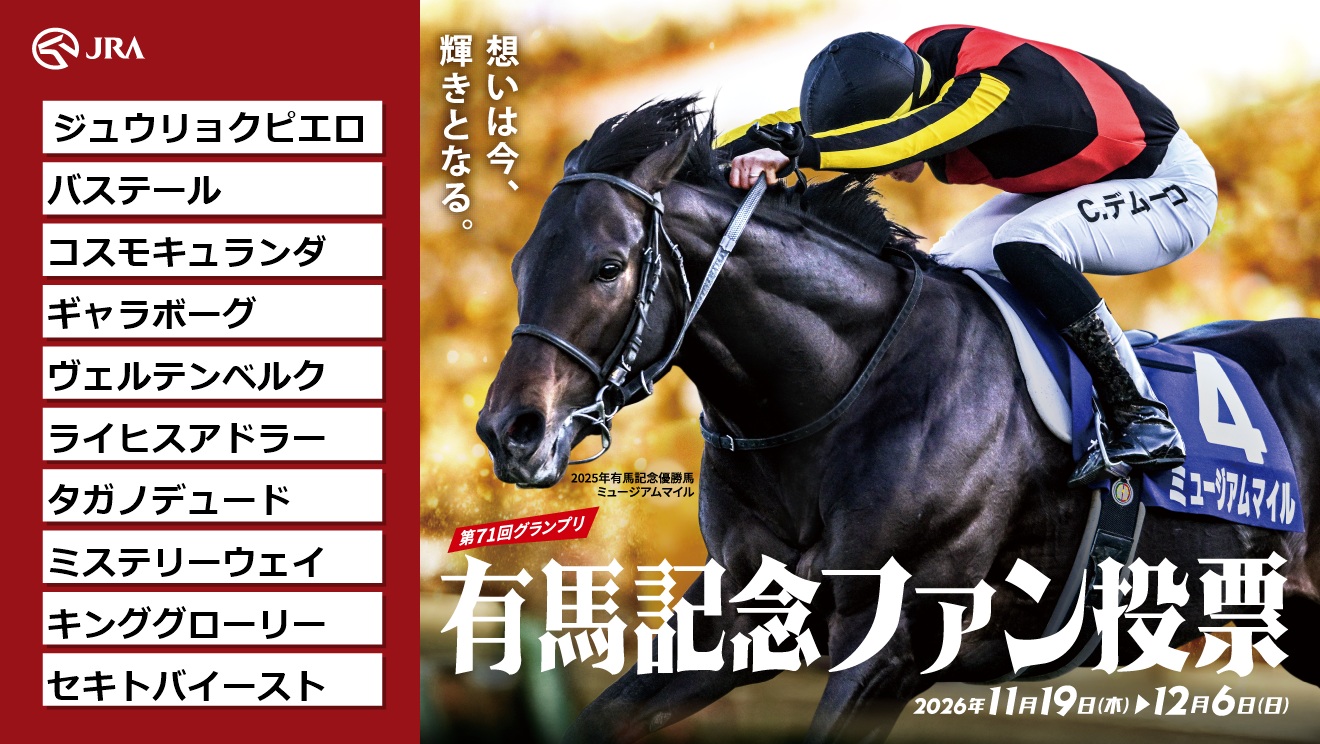 JRA
ジュウリョクピエロ
バステール
コスモキュランダ
ギャラボーグ
ヴェルテンベルク
ライヒスアドラー
タガノデュード
ミステリーウェイ
キンググローリー
セキトバイースト
想いは今、
輝きとなる。
C.デムーロ
4
ミュージアムマイル
2025年有馬記念優勝馬
ミュージアムマイル
第71回グランプリ
有馬記念ファン投票
2026年11月19日(木)▶12月6日(日)